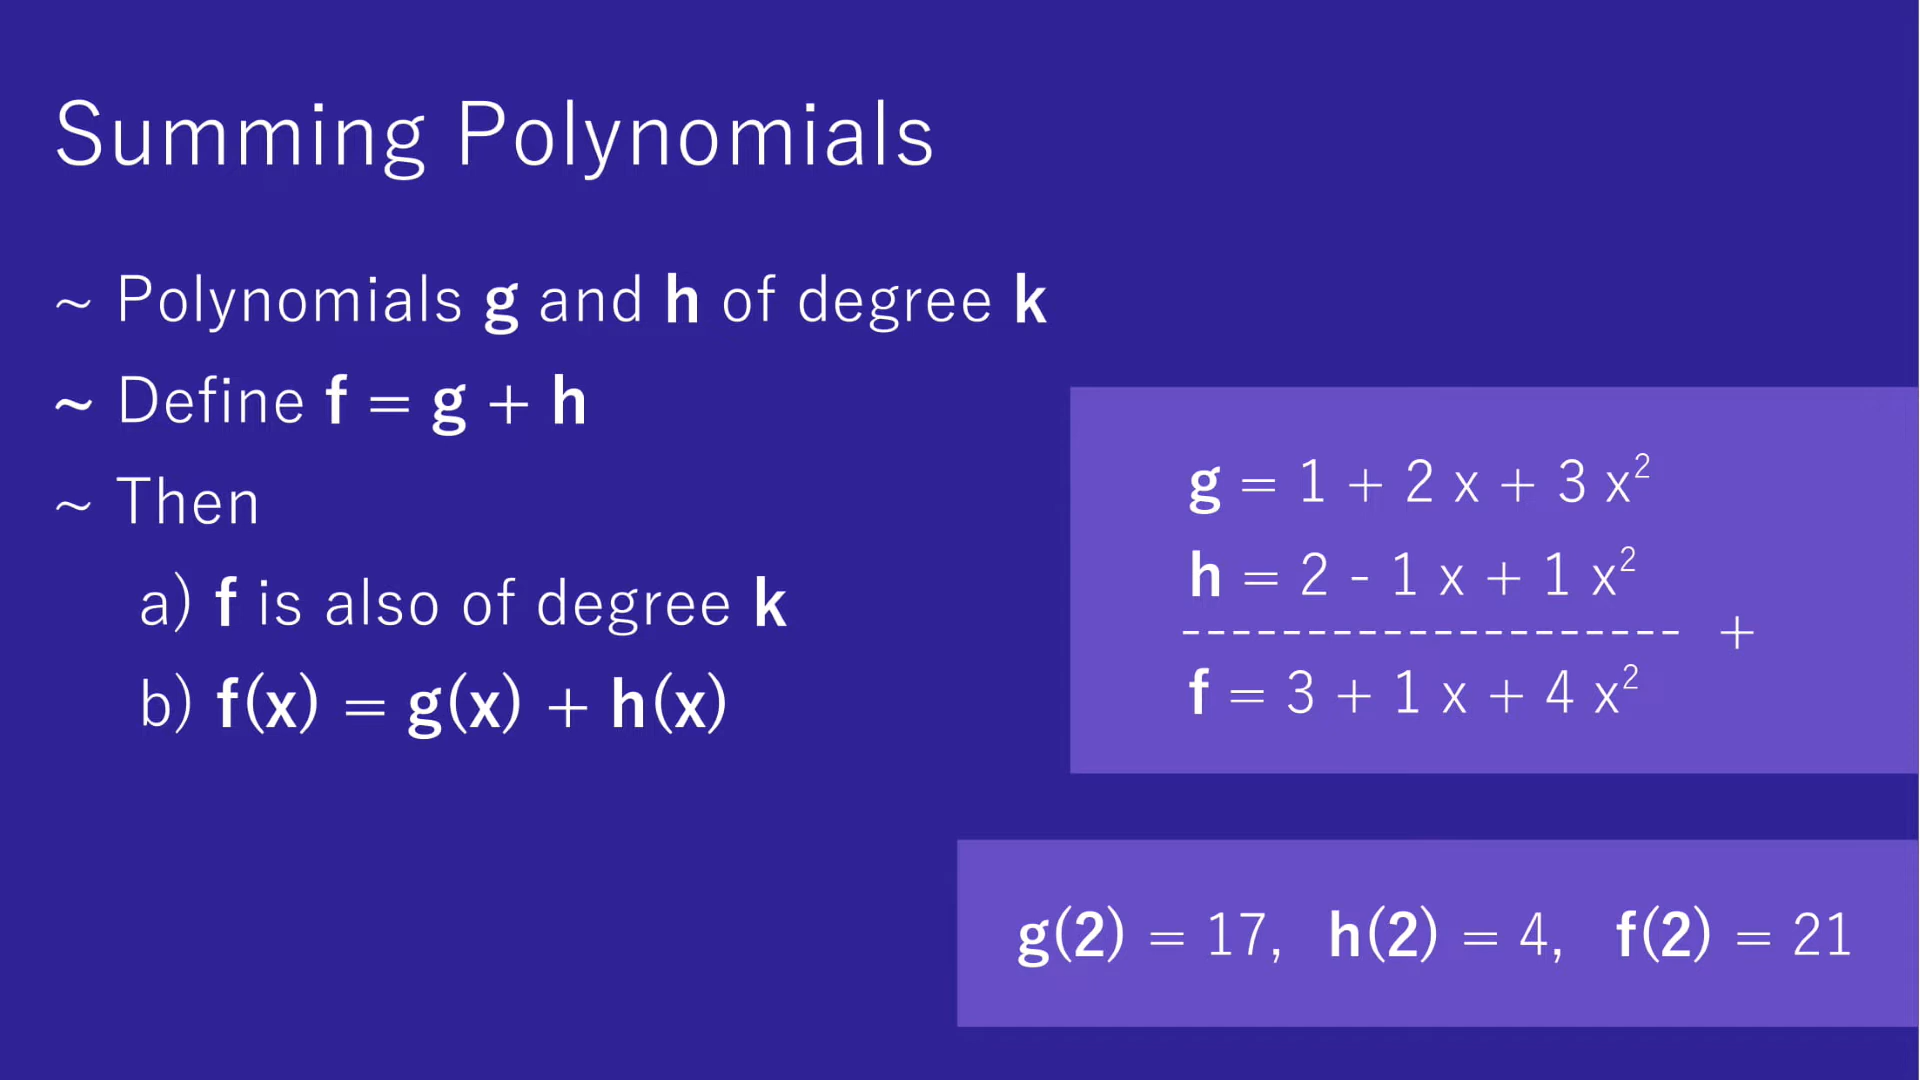 Summing Polynomials
~ Polynomials g and h of degree k
~ Define f = g + h
~ Then
a) f is also of degree k
b) f(x) = g(x) + h(x)
g = 1 + 2 x + 3 x²
h = 2 - 1 x + 1 x²
-------------------- +
f = 3 + 1 x + 4 x²
g(2) = 17, h(2) = 4, f(2) = 21